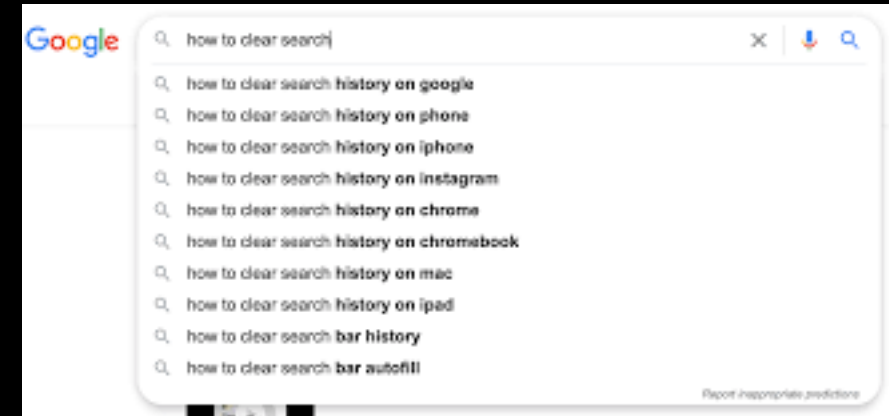 Google
how to clear search
how to clear search history on google
how to clear search history on phone
how to clear search history on iphone
how to clear search history on instagram
how to clear search history on chrome
how to clear search history on chromebook
how to clear search history on mac
how to clear search history on ipad
how to clear search bar history
how to clear search bar autofill
Report inappropriate predictions